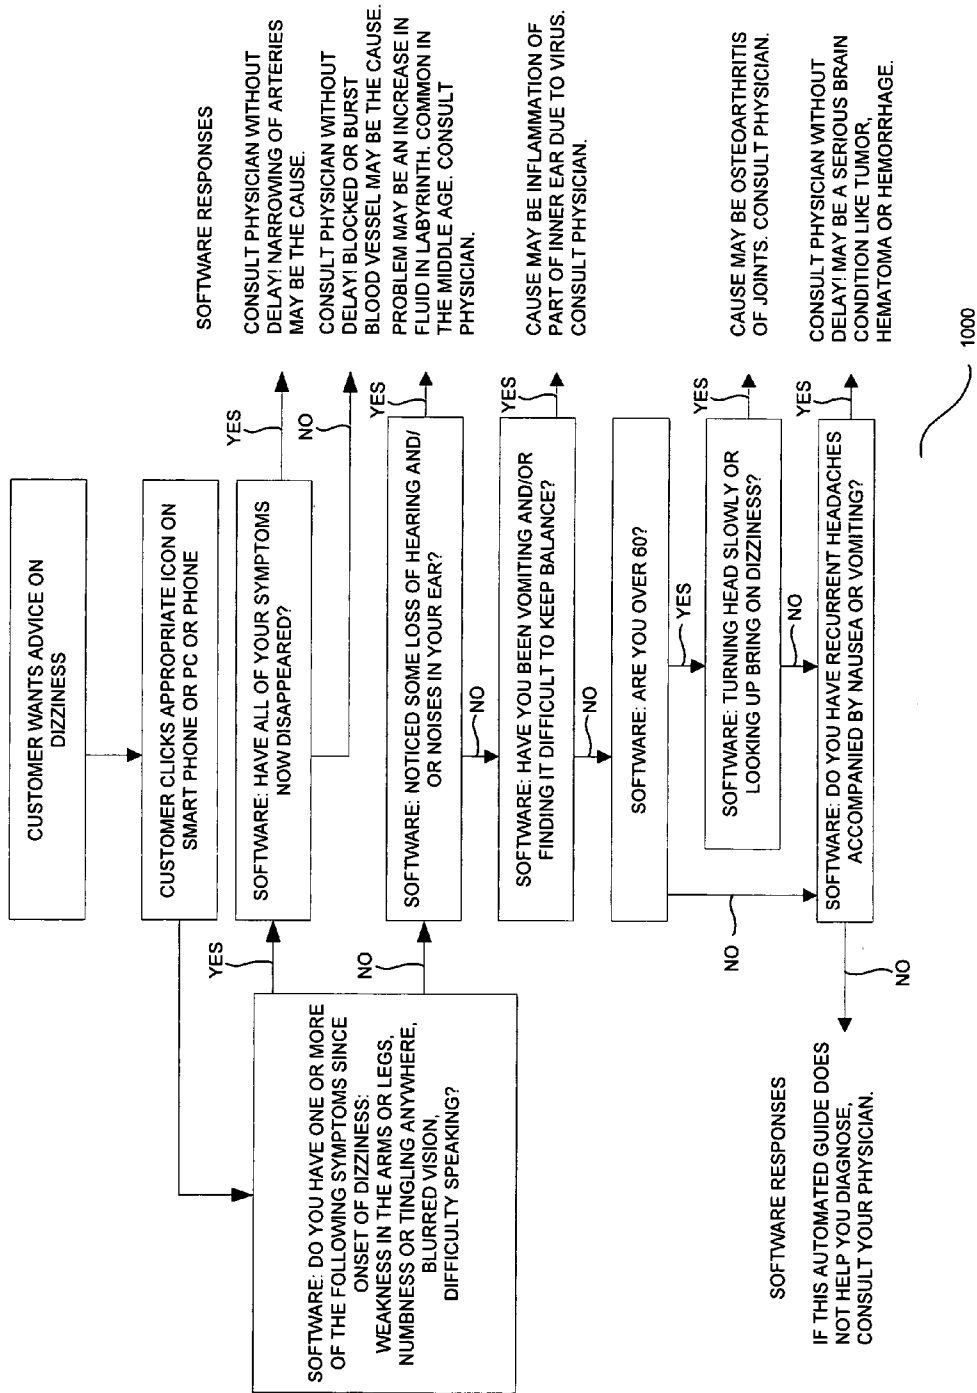 CUSTOMER WANTS ADVICE ON
DIZZINESS
CUSTOMER CLICKS APPROPRIATE ICON ON
SMART PHONE OR PC OR PHONE
SOFTWARE: DO YOU HAVE ONE OR MORE
OF THE FOLLOWING SYMPTOMS SINCE
ONSET OF DIZZINESS:
WEAKNESS IN THE ARMS OR LEGS,
NUMBNESS OR TINGLING ANYWHERE,
BLURRED VISION,
DIFFICULTY SPEAKING?
YES
NO
SOFTWARE: HAVE ALL OF YOUR SYMPTOMS
NOW DISAPPEARED?
YES
NO
SOFTWARE RESPONSES
CONSULT PHYSICIAN WITHOUT
DELAY! NARROWING OF ARTERIES
MAY BE THE CAUSE.
CONSULT PHYSICIAN WITHOUT
DELAY! BLOCKED OR BURST
BLOOD VESSEL MAY BE THE CAUSE.
SOFTWARE: NOTICED SOME LOSS OF HEARING AND/
OR NOISES IN YOUR EAR?
YES
PROBLEM MAY BE AN INCREASE IN
FLUID IN LABYRINTH. COMMON IN
THE MIDDLE AGE. CONSULT
PHYSICIAN.
NO
SOFTWARE: HAVE YOU BEEN VOMITING AND/OR
FINDING IT DIFFICULT TO KEEP BALANCE?
YES
CAUSE MAY BE INFLAMMATION OF
PART OF INNER EAR DUE TO VIRUS.
CONSULT PHYSICIAN.
NO
SOFTWARE: ARE YOU OVER 60?
YES
NO
SOFTWARE: TURNING HEAD SLOWLY OR
LOOKING UP BRING ON DIZZINESS?
YES
CAUSE MAY BE OSTEOARTHRITIS
OF JOINTS. CONSULT PHYSICIAN.
NO
SOFTWARE: DO YOU HAVE RECURRENT HEADACHES
ACCOMPANIED BY NAUSEA OR VOMITING?
YES
CONSULT PHYSICIAN WITHOUT
DELAY! MAY BE A SERIOUS BRAIN
CONDITION LIKE TUMOR,
HEMATOMA OR HEMORRHAGE.
NO
SOFTWARE RESPONSES
IF THIS AUTOMATED GUIDE DOES
NOT HELP YOU DIAGNOSE,
CONSULT YOUR PHYSICIAN.
1000